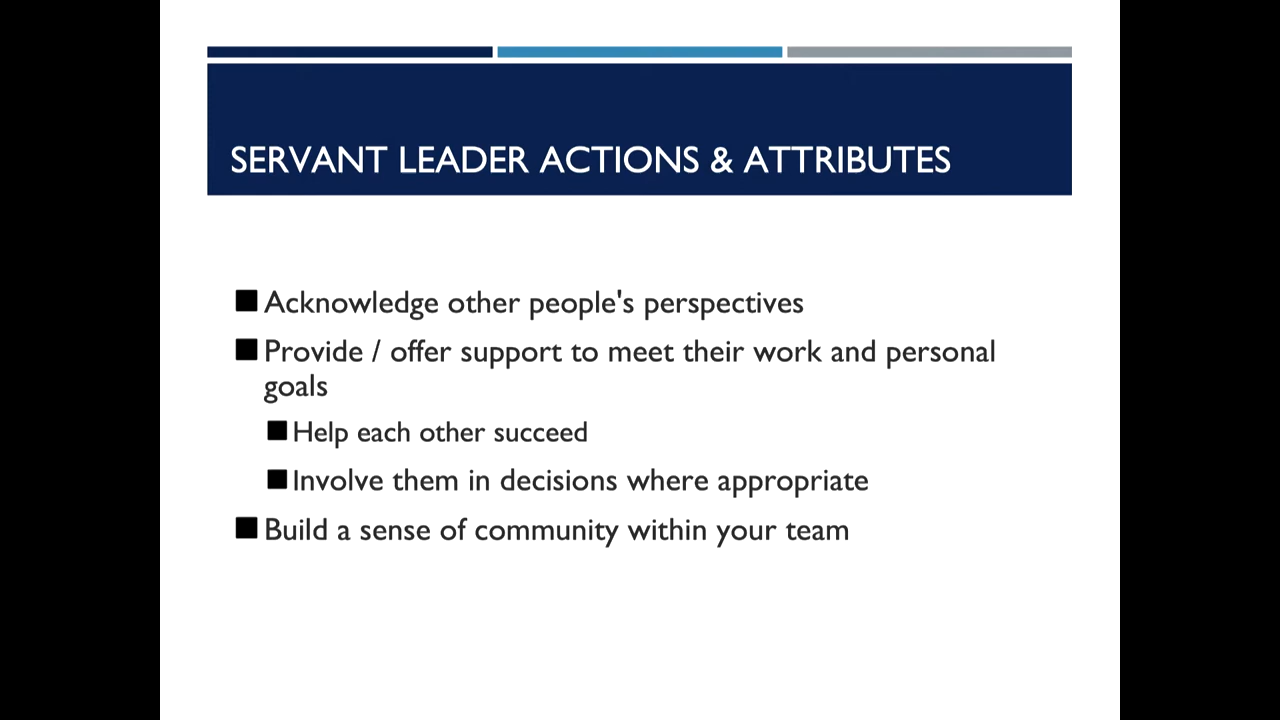 SERVANT LEADER ACTIONS & ATTRIBUTES
Acknowledge other people's perspectives
Provide / offer support to meet their work and personal
goals
Help each other succeed
Involve them in decisions where appropriate
Build a sense of community within your team